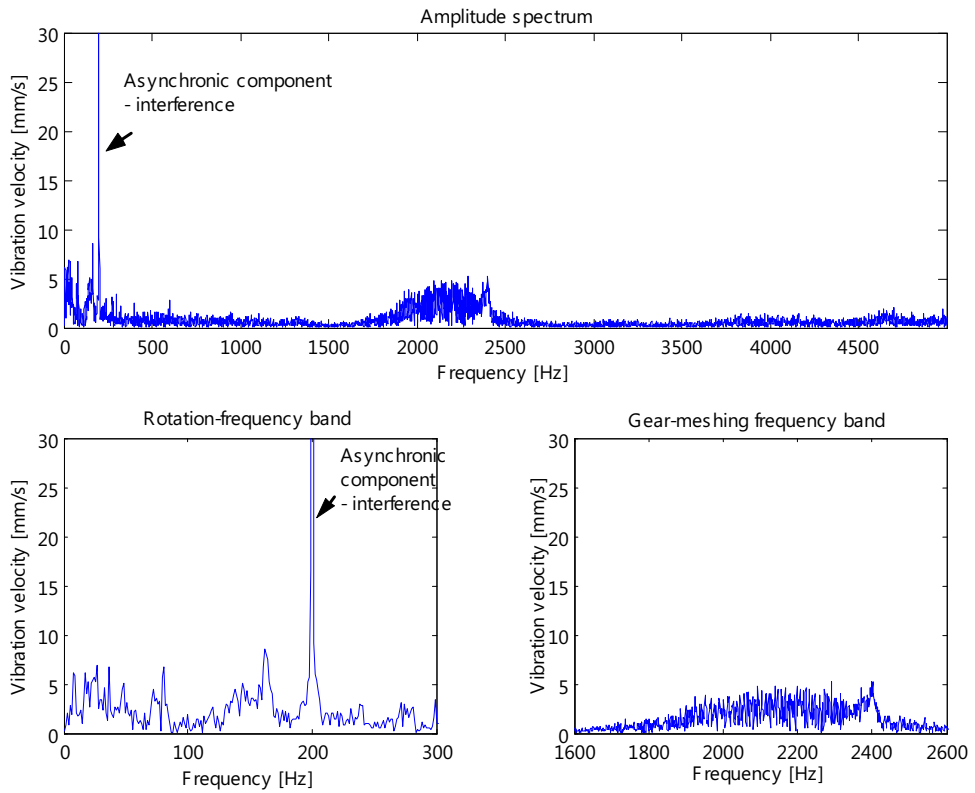 Amplitude spectrum
30
25
20
15
10
5
0
Vibration velocity [mm/s]
Asynchronic component
- interference
0 500 1000 1500 2000 2500 3000 3500 4000 4500
Frequency [Hz]
Rotation-frequency band
30
25
20
15
10
5
0
Vibration velocity [mm/s]
Asynchronic
component
- interference
0 100 200 300
Frequency [Hz]
Gear-meshing frequency band
30
25
20
15
10
5
0
Vibration velocity [mm/s]
1600 1800 2000 2200 2400 2600
Frequency [Hz]